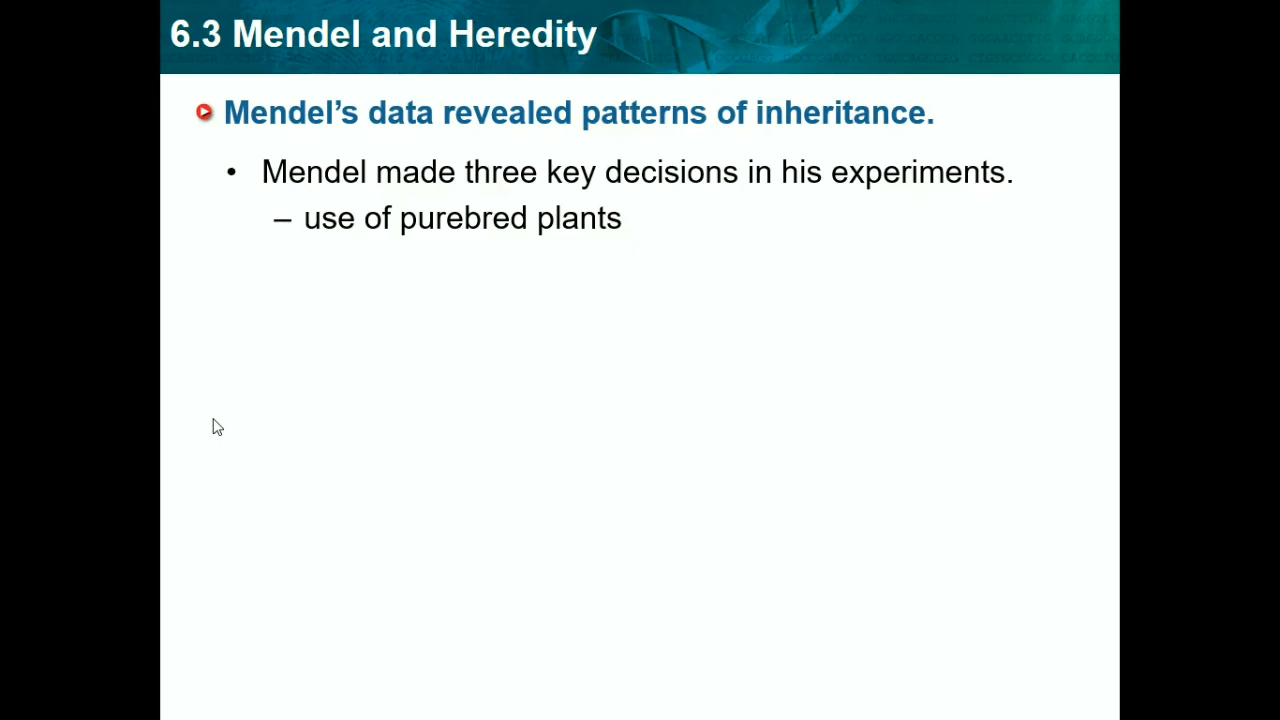 6.3 Mendel and Heredity
Mendel’s data revealed patterns of inheritance.
• Mendel made three key decisions in his experiments.
– use of purebred plants